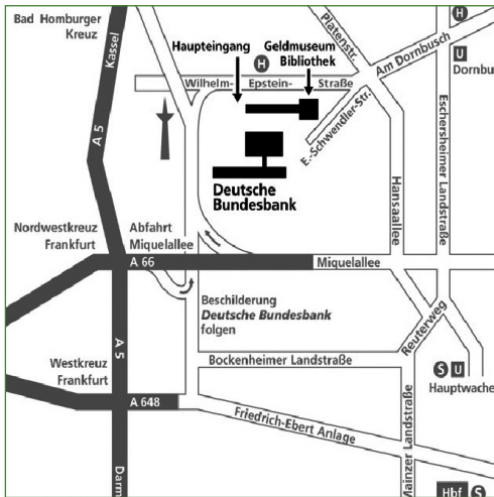 Bad Homburger
Kreuz
Kassel
A 5
Haupteingang
H
Geldmuseum
Bibliothek
Platenstr.
H
U
Dornbu
Am Dornbusch
Wilhelm-
Epstein-
Straße
E.-Schwendler-Str.
Eschersheimer Landstraße
Hansaallee
Deutsche
Bundesbank
Nordwestkreuz
Frankfurt
Abfahrt
Miquelallee
A 66
Miquelallee
Beschilderung
Deutsche Bundesbank
folgen
A 5
Reuterweg
Westkreuz
Frankfurt
Bockenheimer Landstraße
S U
Hauptwache
A 648
Friedrich-Ebert Anlage
Mainzer Landstraße
Darm
Hbf S